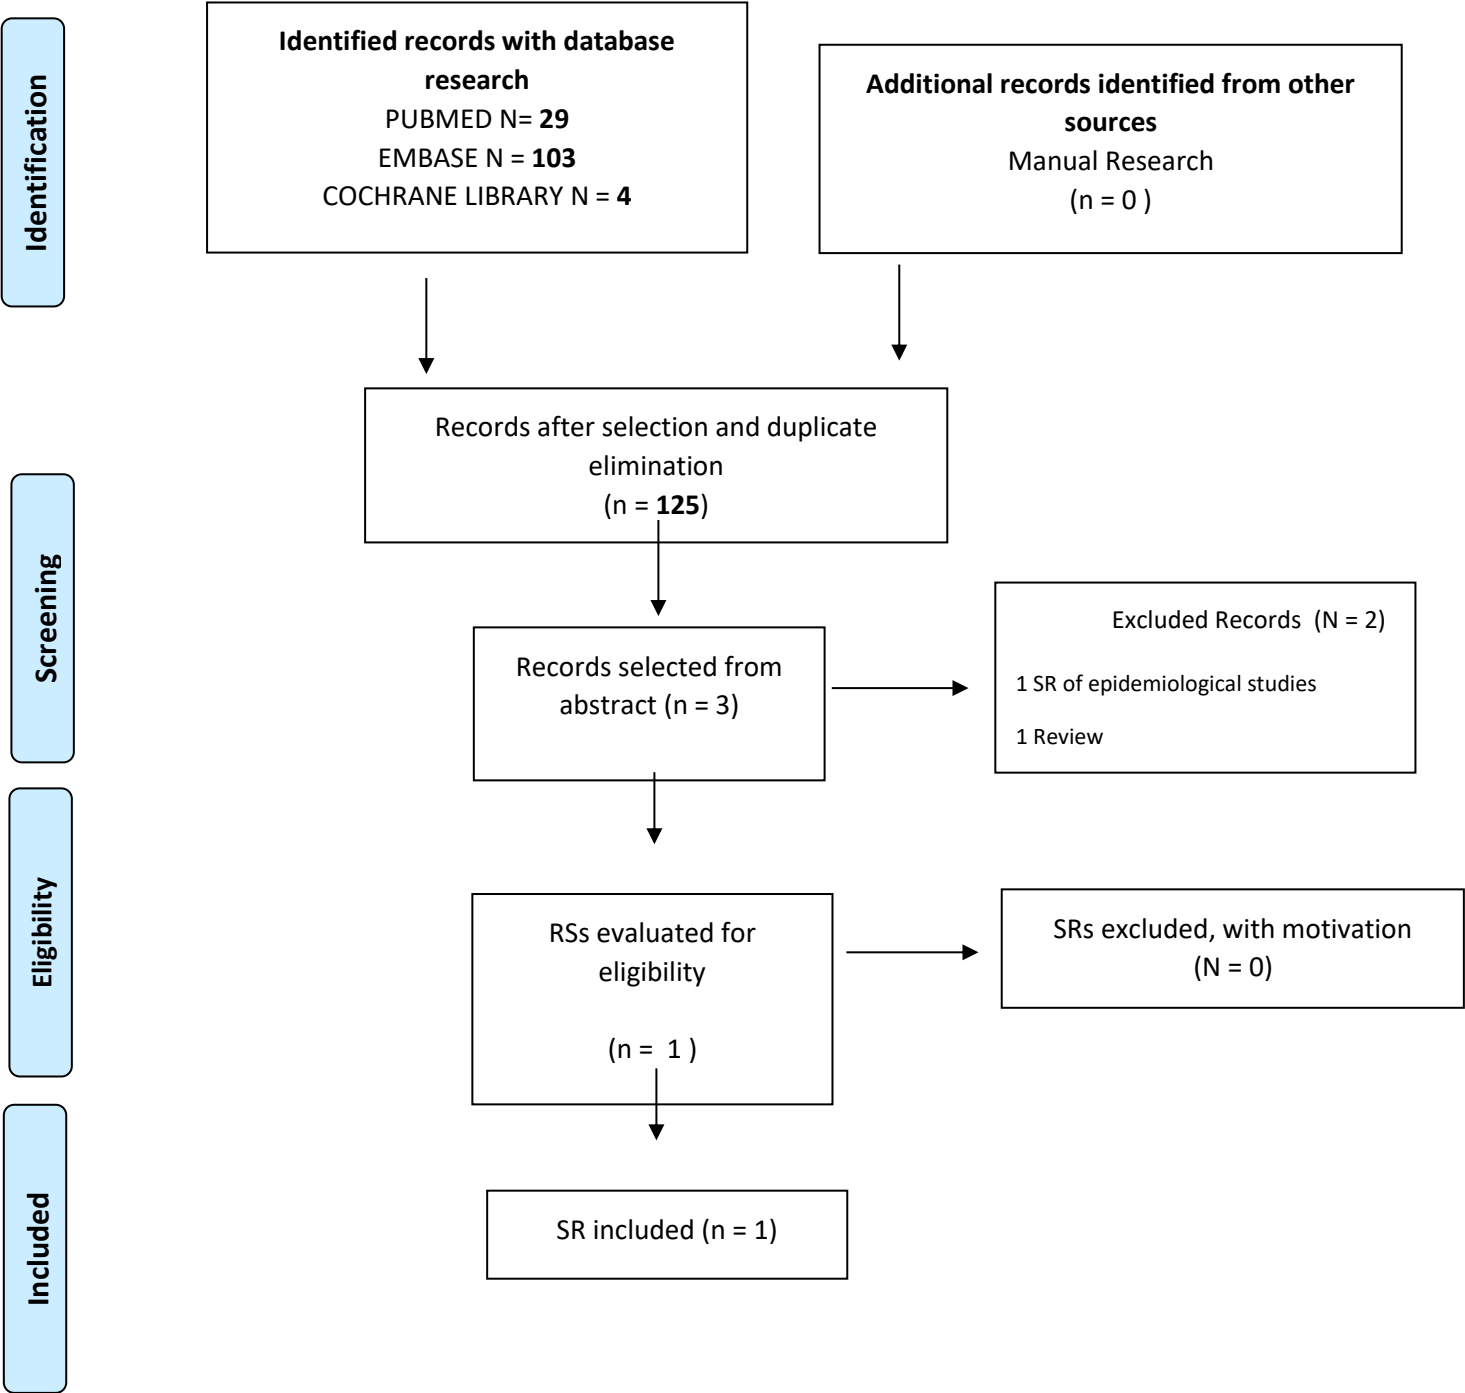 Identification
Identified records with database
research
PUBMED N= 29
EMBASE N = 103
COCHRANE LIBRARY N = 4
Additional records identified from other
sources
Manual Research
(n = 0 )
Records after selection and duplicate
elimination
(n = 125)
Screening
Records selected from
abstract (n = 3)
Excluded Records (N = 2)
1 SR of epidemiological studies
1 Review
Eligibility
RSs evaluated for
eligibility
(n = 1 )
SRs excluded, with motivation
(N = 0)
Included
SR included (n = 1)